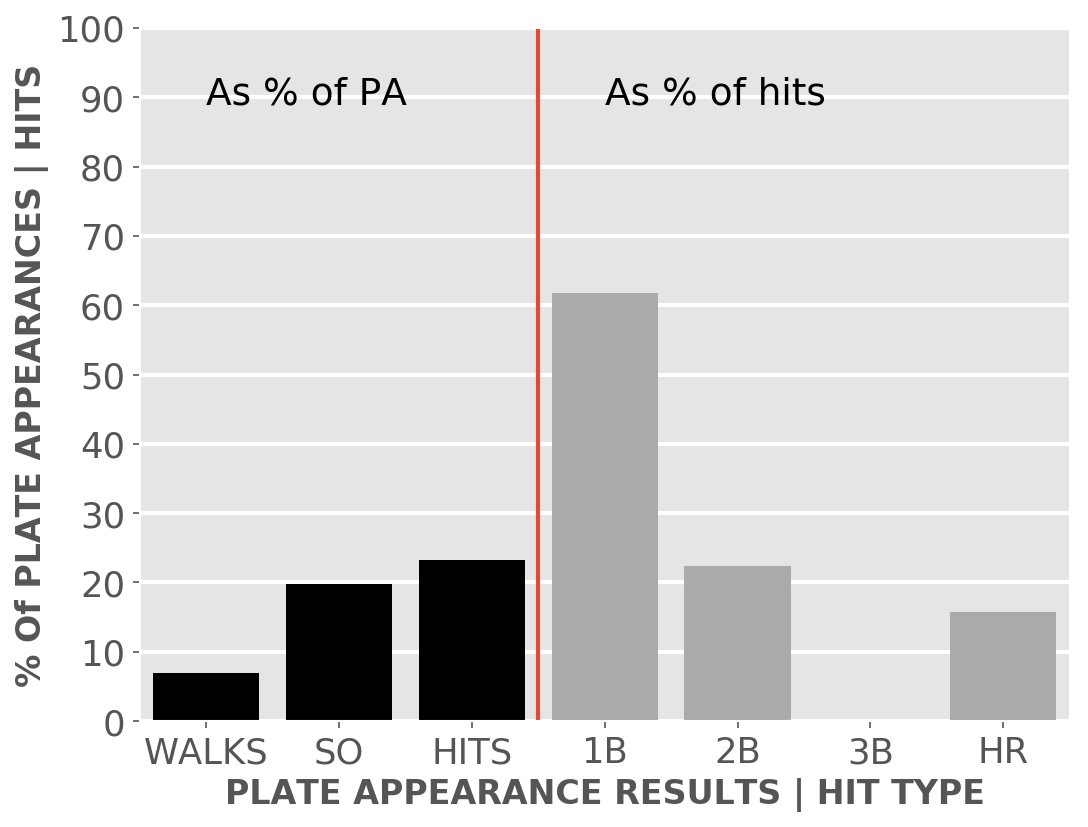 % Of PLATE APPEARANCES | HITS
100
90
80
70
60
50
40
30
20
10
0
As % of PA
As % of hits
WALKS SO HITS 1B 2B 3B HR
PLATE APPEARANCE RESULTS | HIT TYPE